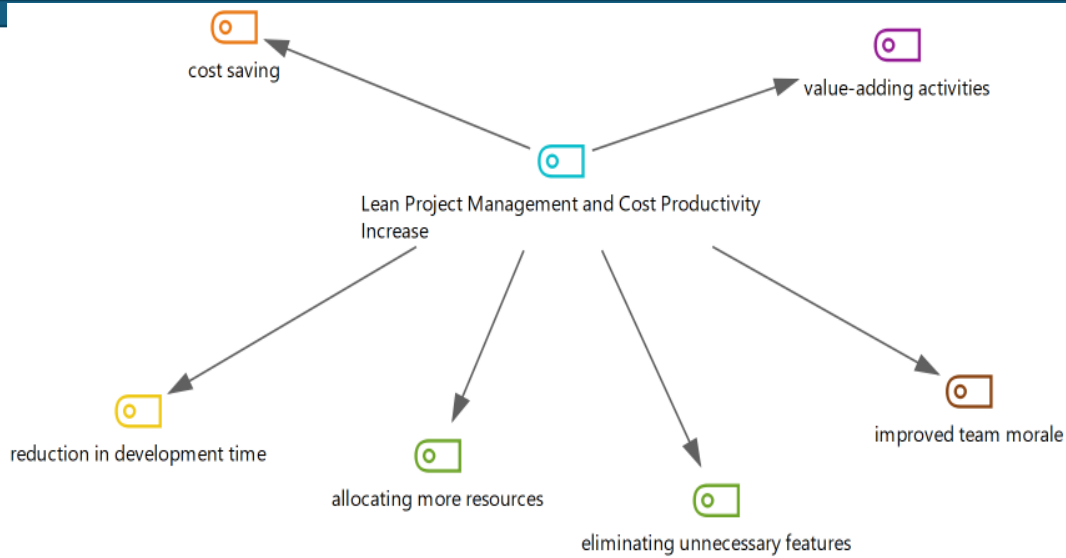 cost saving
value-adding activities
Lean Project Management and Cost Productivity
Increase
reduction in development time
improved team morale
allocating more resources
eliminating unnecessary features